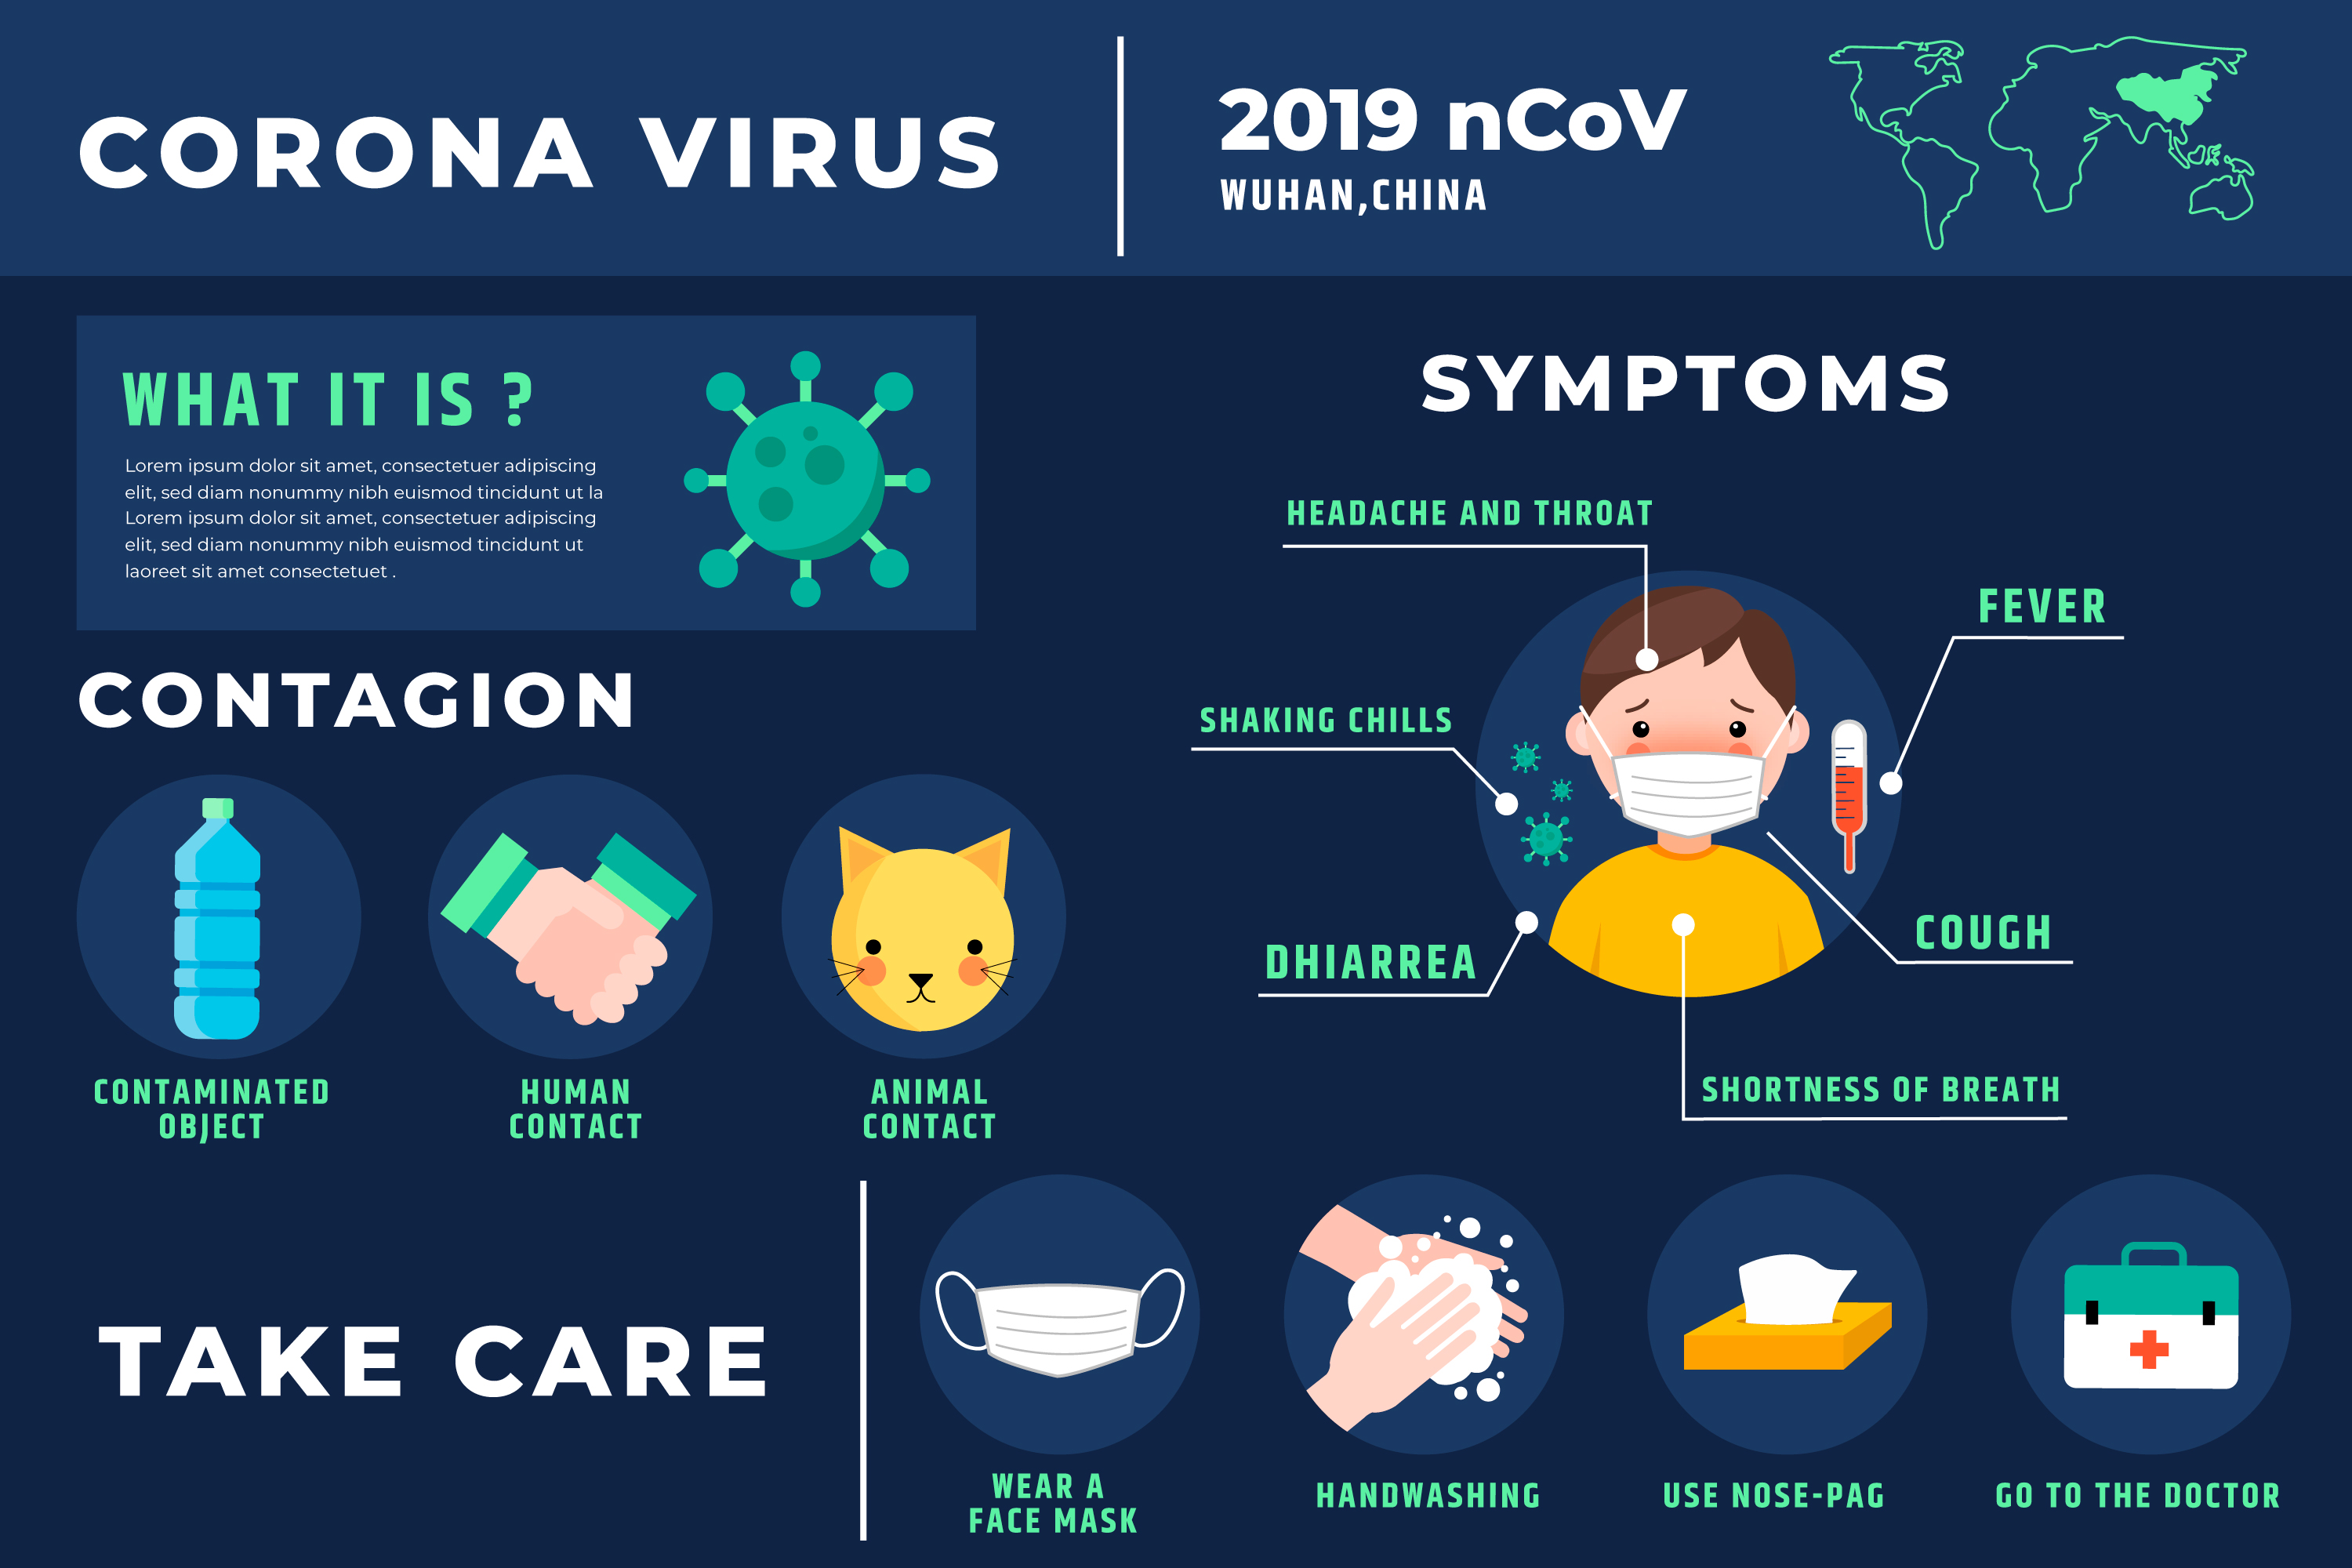 CORONA VIRUS
2019 nCoV
WUHAN,CHINA
WHAT IT IS ?
Lorem ipsum dolor sit amet, consectetuer adipiscing
elit, sed diam nonummy nibh euismod tincidunt ut la
Lorem ipsum dolor sit amet, consectetuer adipiscing
elit, sed diam nonummy nibh euismod tincidunt ut
laoreet sit amet consectetuet .
CONTAGION
CONTAMINATED
OBJECT
HUMAN
CONTACT
ANIMAL
CONTACT
SYMPTOMS
HEADACHE AND THROAT
FEVER
SHAKING CHILLS
COUGH
DHIARREA
SHORTNESS OF BREATH
TAKE CARE
WEAR A
FACE MASK
HANDWASHING
USE NOSE-PAG
GO TO THE DOCTOR